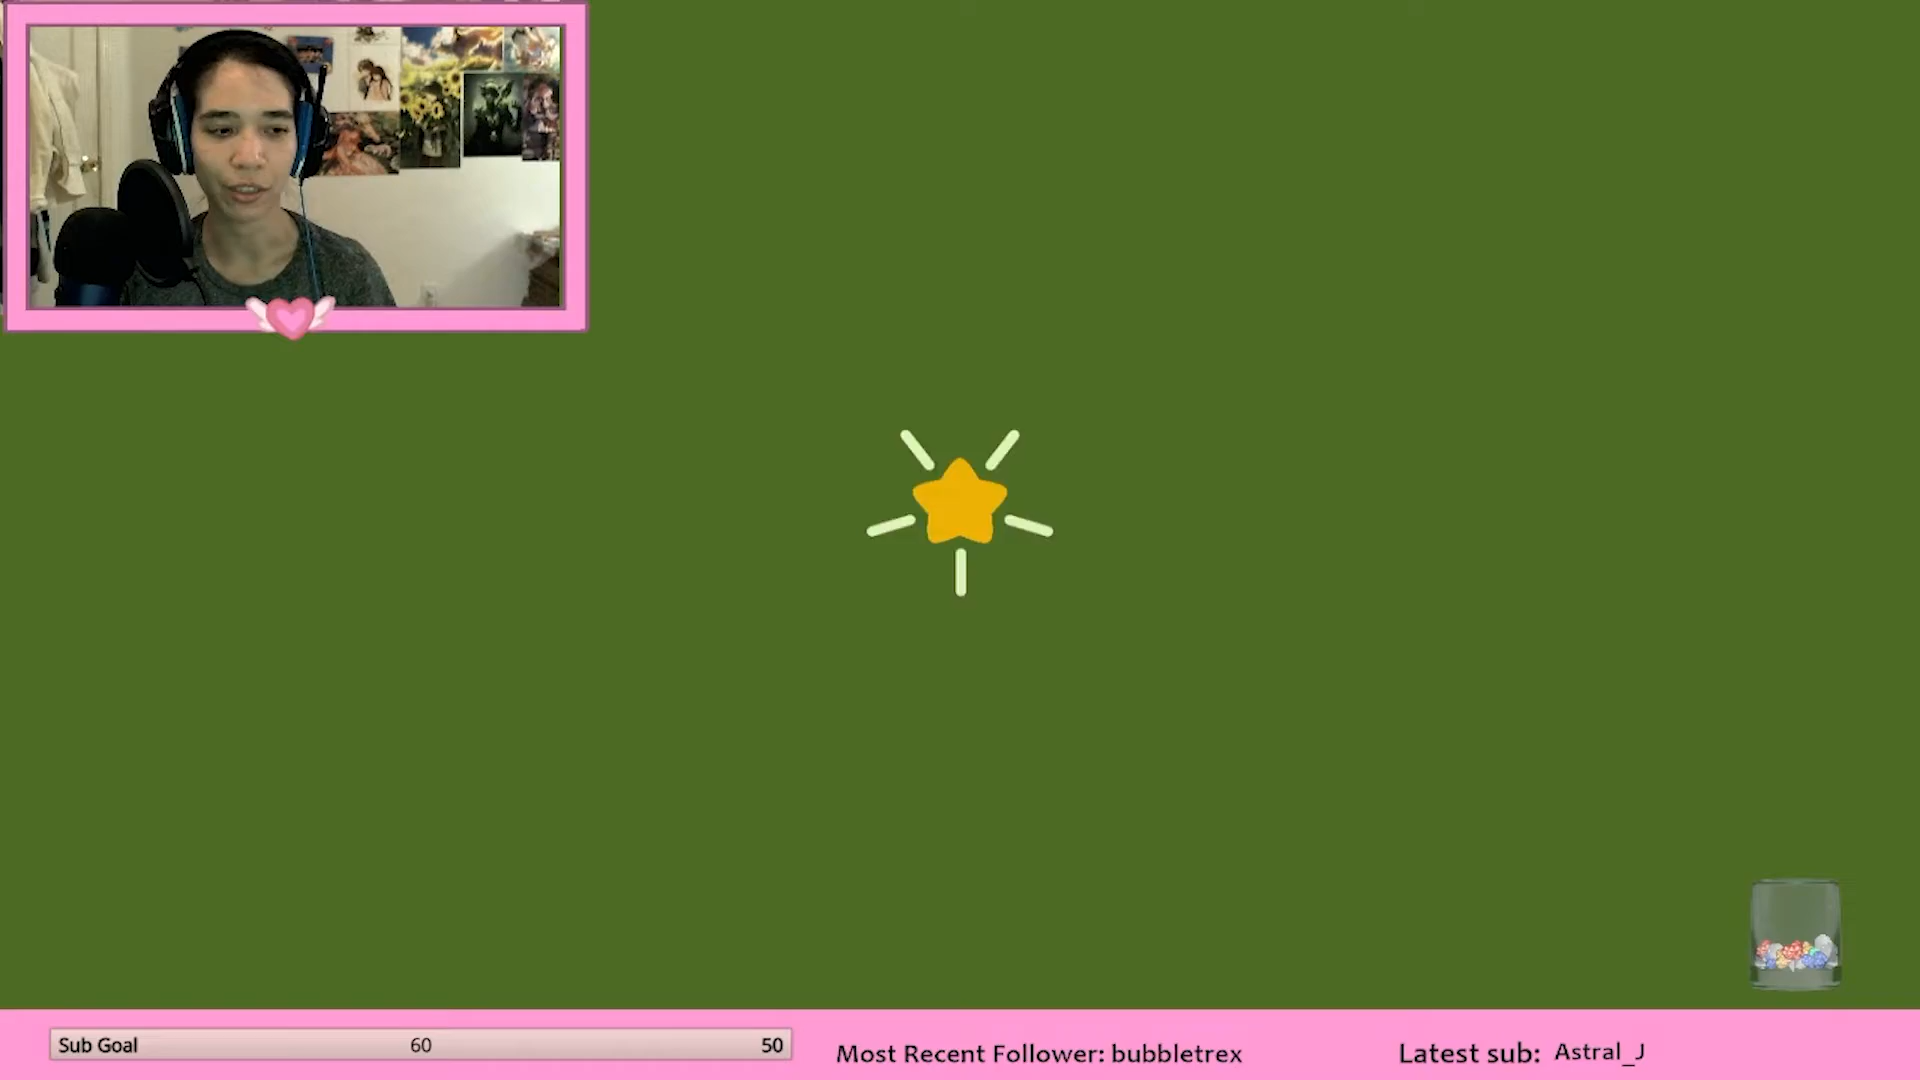 Sub Goal 60 50
Most Recent Follower: bubbletrex
Latest sub: Astral_J